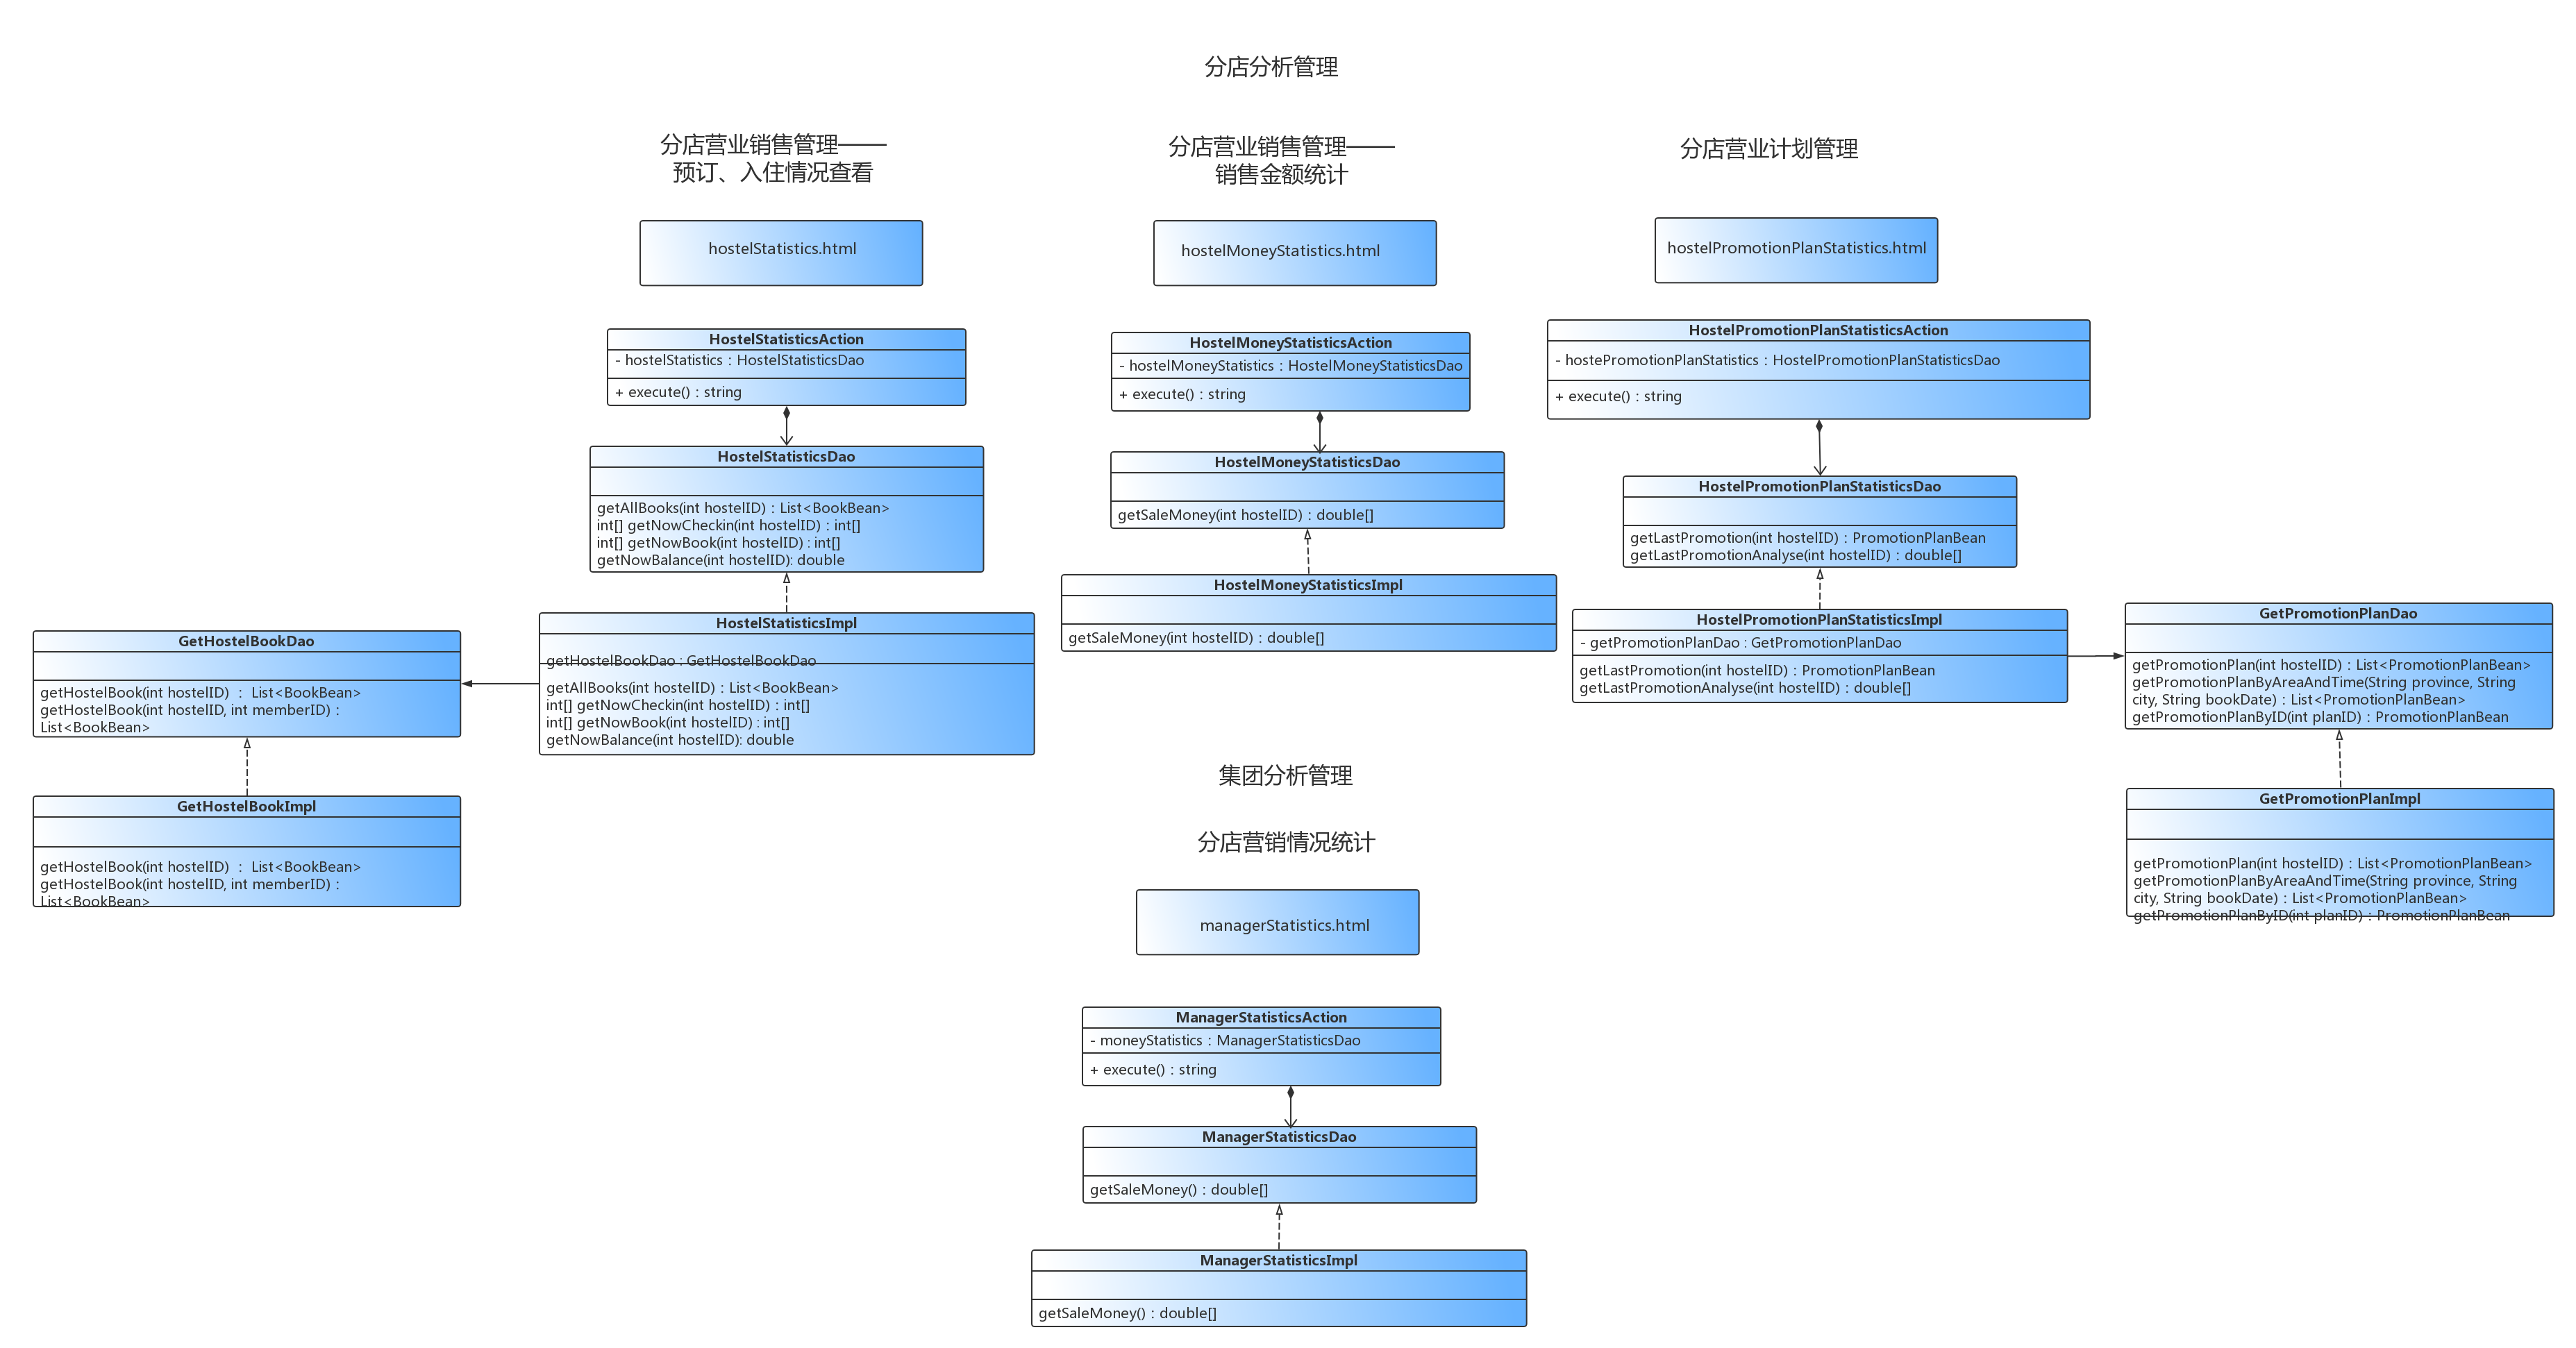 分店分析管理
分店营业销售管理——
预订、入住情况查看
hostelStatistics.html
HostelStatisticsAction
- hostelStatistics : HostelStatisticsDao
+ execute() : string
HostelStatisticsDao
getAllBooks(int hostelID) : List<BookBean>
int[] getNowCheckin(int hostelID) : int[]
int[] getNowBook(int hostelID) : int[]
getNowBalance(int hostelID): double
HostelStatisticsImpl
getHostelBookDao : GetHostelBookDao
getAllBooks(int hostelID) : List<BookBean>
int[] getNowCheckin(int hostelID) : int[]
int[] getNowBook(int hostelID) : int[]
getNowBalance(int hostelID): double
GetHostelBookDao
getHostelBook(int hostelID) : List<BookBean>
getHostelBook(int hostelID, int memberID) :
List<BookBean>
GetHostelBookImpl
getHostelBook(int hostelID) : List<BookBean>
getHostelBook(int hostelID, int memberID) :
List<BookBean>
分店营业销售管理——
销售金额统计
hostelMoneyStatistics.html
HostelMoneyStatisticsAction
- hostelMoneyStatistics : HostelMoneyStatisticsDao
+ execute() : string
HostelMoneyStatisticsDao
getSaleMoney(int hostelID) : double[]
HostelMoneyStatisticsImpl
getSaleMoney(int hostelID) : double[]
分店营业计划管理
hostelPromotionPlanStatistics.html
HostelPromotionPlanStatisticsAction
- hostePromotionPlanStatistics : HostelPromotionPlanStatisticsDao
+ execute() : string
HostelPromotionPlanStatisticsDao
getLastPromotion(int hostelID) : PromotionPlanBean
getLastPromotionAnalyse(int hostelID) : double[]
HostelPromotionPlanStatisticsImpl
- getPromotionPlanDao : GetPromotionPlanDao
getLastPromotion(int hostelID) : PromotionPlanBean
getLastPromotionAnalyse(int hostelID) : double[]
GetPromotionPlanDao
getPromotionPlan(int hostelID) : List<PromotionPlanBean>
getPromotionPlanByAreaAndTime(String province, String
city, String bookDate) : List<PromotionPlanBean>
getPromotionPlanByID(int planID) : PromotionPlanBean
GetPromotionPlanImpl
getPromotionPlan(int hostelID) : List<PromotionPlanBean>
getPromotionPlanByAreaAndTime(String province, String
city, String bookDate) : List<PromotionPlanBean>
getPromotionPlanByID(int planID) : PromotionPlanBean
集团分析管理
分店营销情况统计
managerStatistics.html
ManagerStatisticsAction
- moneyStatistics : ManagerStatisticsDao
+ execute() : string
ManagerStatisticsDao
getSaleMoney() : double[]
ManagerStatisticsImpl
getSaleMoney() : double[]